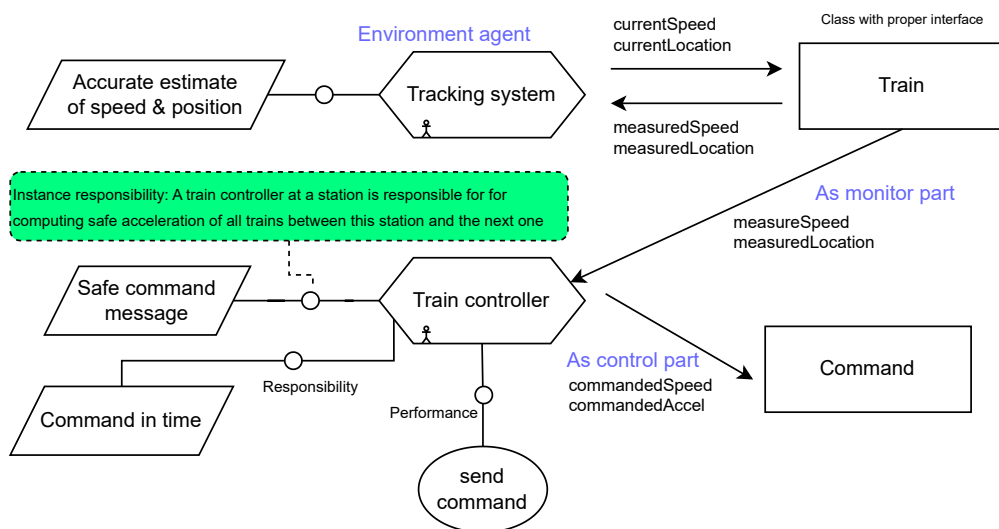 Class with proper interface
currentSpeed
currentLocation
Environment agent
Accurate estimate
of speed & position
Tracking system
Train
measuredSpeed
measuredLocation
Instance responsibility: A train controller at a station is responsible for for
computing safe acceleration of all trains between this station and the next one
As monitor part
measureSpeed
measuredLocation
Safe command
message
Train controller
As control part
commandedSpeed
commandedAccel
Command
Responsibility
Command in time
Performance
send
command